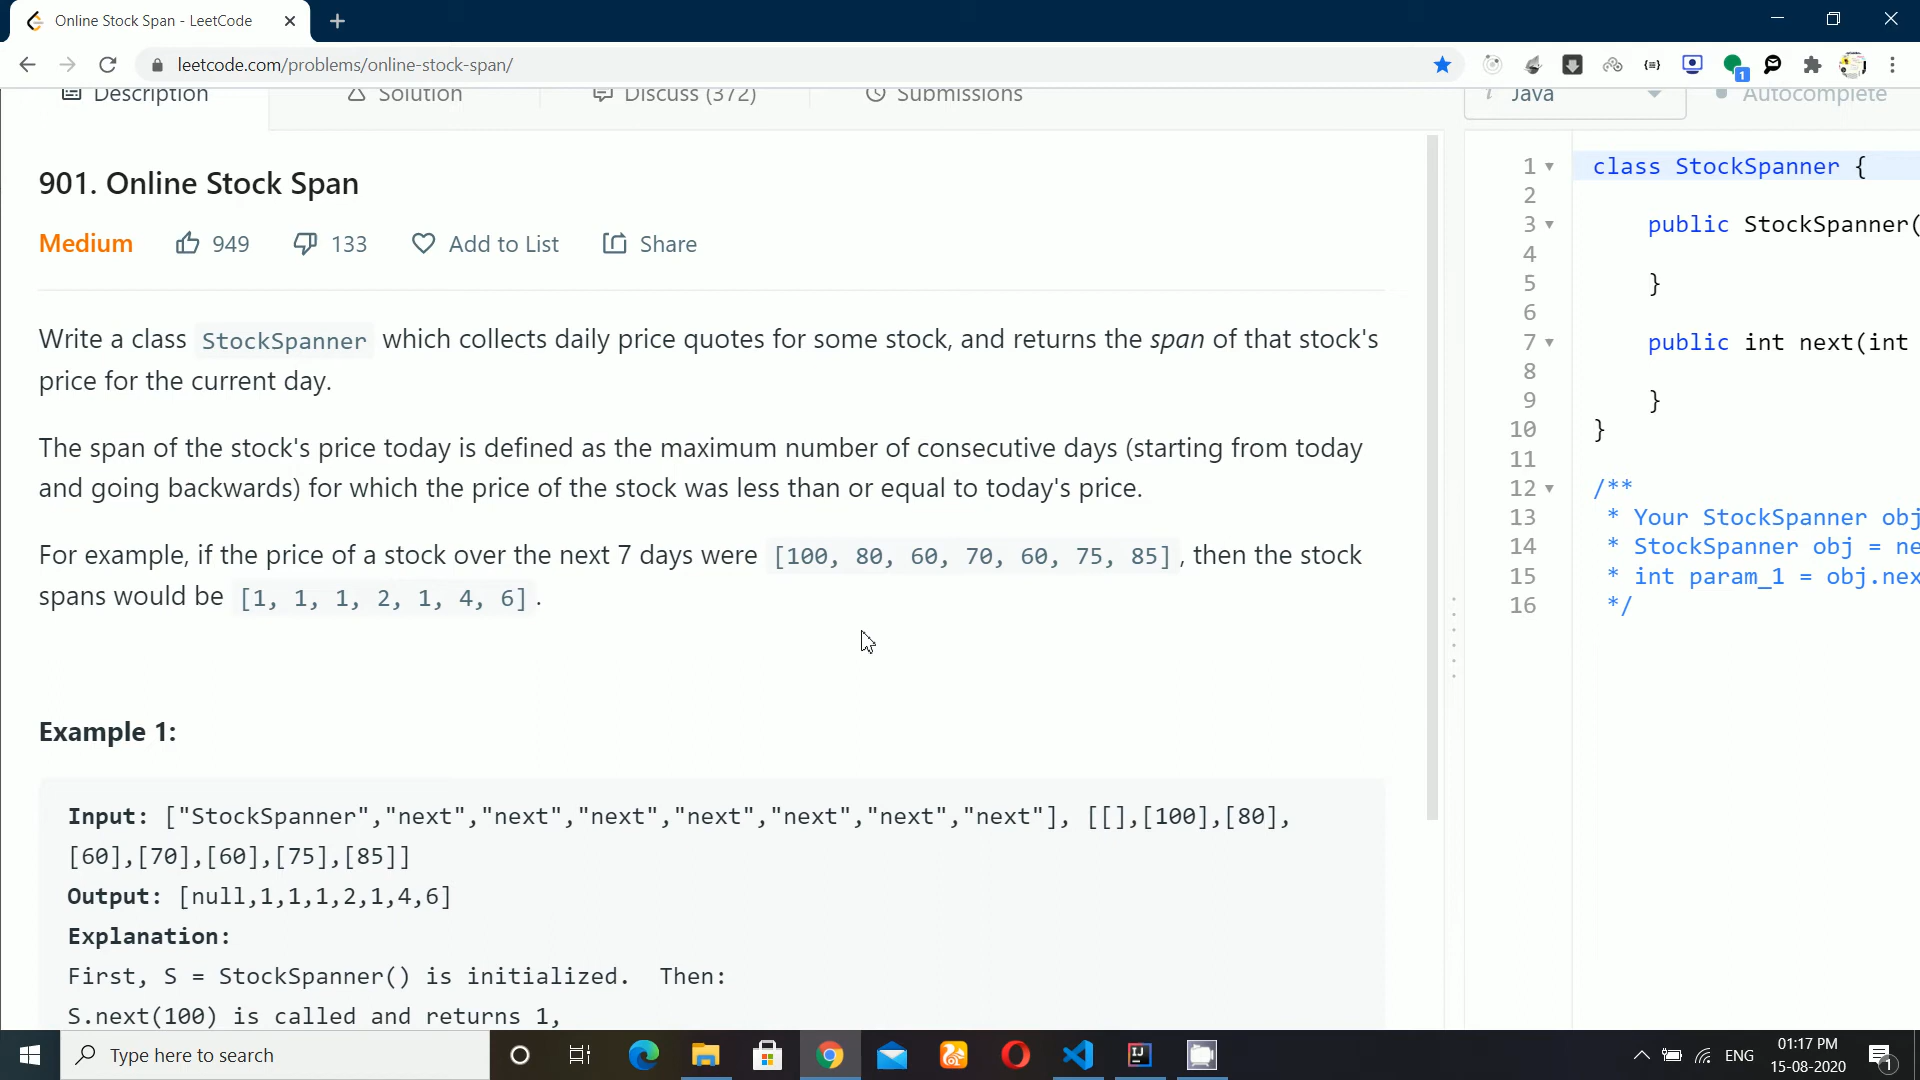 Online Stock Span - LeetCode
leetcode.com/problems/online-stock-span/
1
Description
Solution
Discuss (372)
Submissions
Java
Autocomplete
901. Online Stock Span
Medium
949
133
Add to List
Share
Write a class StockSpanner which collects daily price quotes for some stock, and returns the span of that stock's
price for the current day.
The span of the stock's price today is defined as the maximum number of consecutive days (starting from today
and going backwards) for which the price of the stock was less than or equal to today's price.
For example, if the price of a stock over the next 7 days were [100, 80, 60, 70, 60, 75, 85], then the stock
spans would be [1, 1, 1, 2, 1, 4, 6].
Example 1:
Input: ["StockSpanner","next","next","next","next","next","next","next"], [[],[100],[80],
[60],[70],[60],[75],[85]]
Output: [null,1,1,1,2,1,4,6]
Explanation:
First, S = StockSpanner() is initialized.  Then:
S.next(100) is called and returns 1,
1 class StockSpanner {
2
3 public StockSpanner(
4
5 }
6
7 public int next(int
8
9 }
10 }
11
12 /**
13 * Your StockSpanner obj
14 * StockSpanner obj = ne
15 * int param_1 = obj.nex
16 */
Type here to search
ENG
01:17 PM
15-08-2020
1